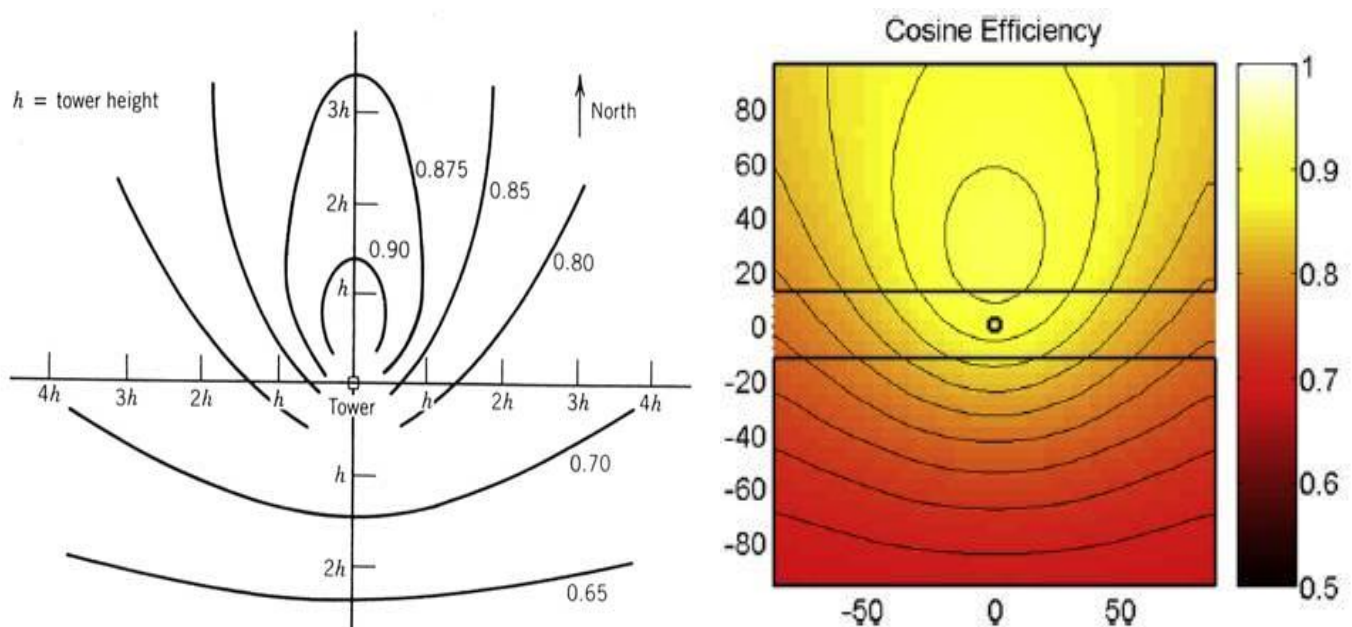 h = tower height
North
3h
0.875
0.85
2h
0.90
0.80
h
4h
3h
2h
h
Tower
h
2h
3h
4h
h
0.70
2h
0.65
Cosine Efficiency
80
60
40
20
0
-20
-40
-60
-80
-50
0
50
1
0.9
0.8
0.7
0.6
0.5